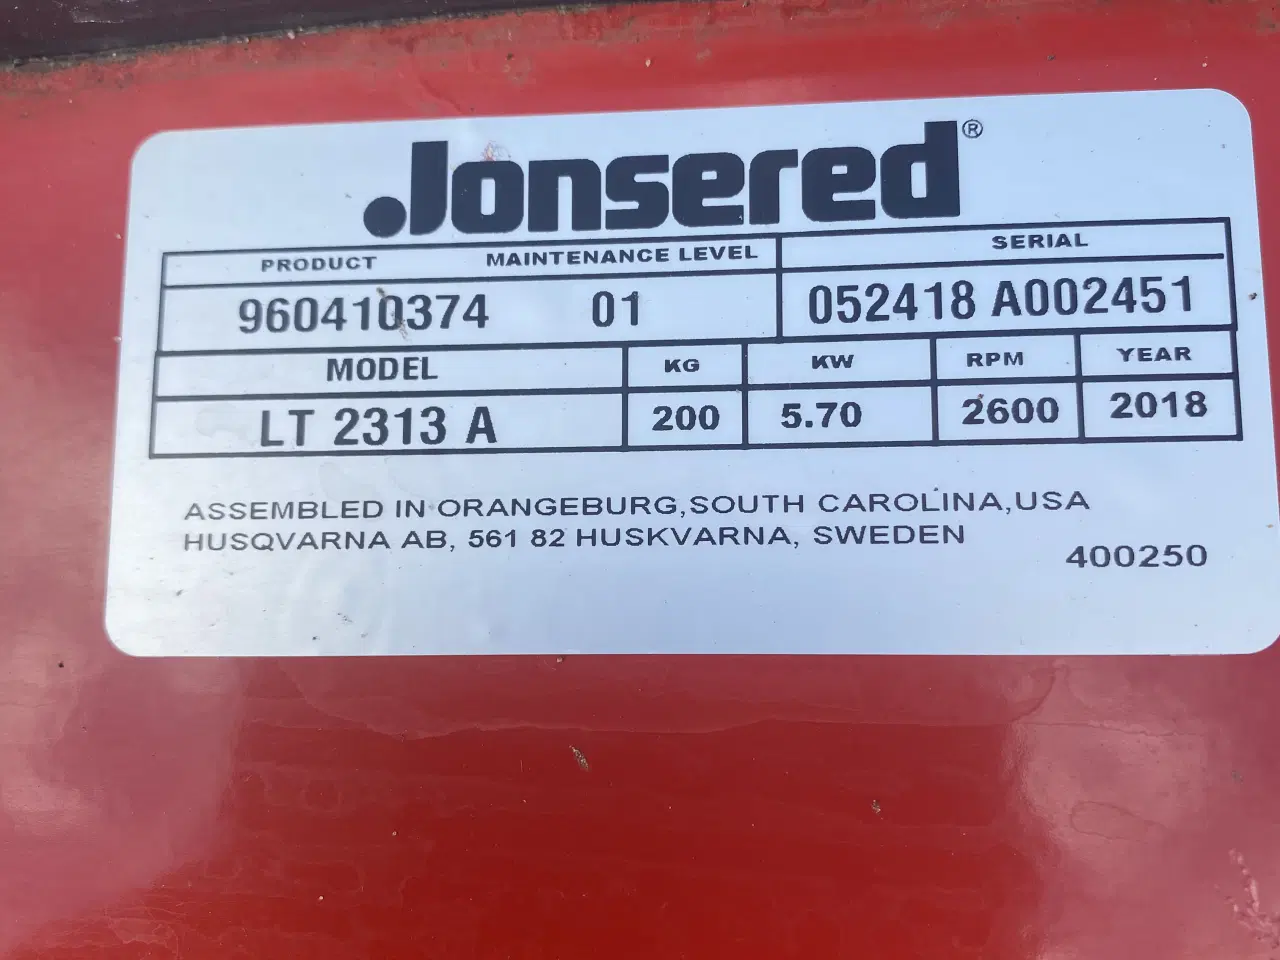 Jonsered®
PRODUCT MAINTENANCE LEVEL SERIAL
960410374 01 052418 A002451
MODEL KG KW RPM YEAR
LT 2313 A 200 5.70 2600 2018
ASSEMBLED IN ORANGEBURG,SOUTH CAROLINA,USA
HUSQVARNA AB, 561 82 HUSKVARNA, SWEDEN
400250